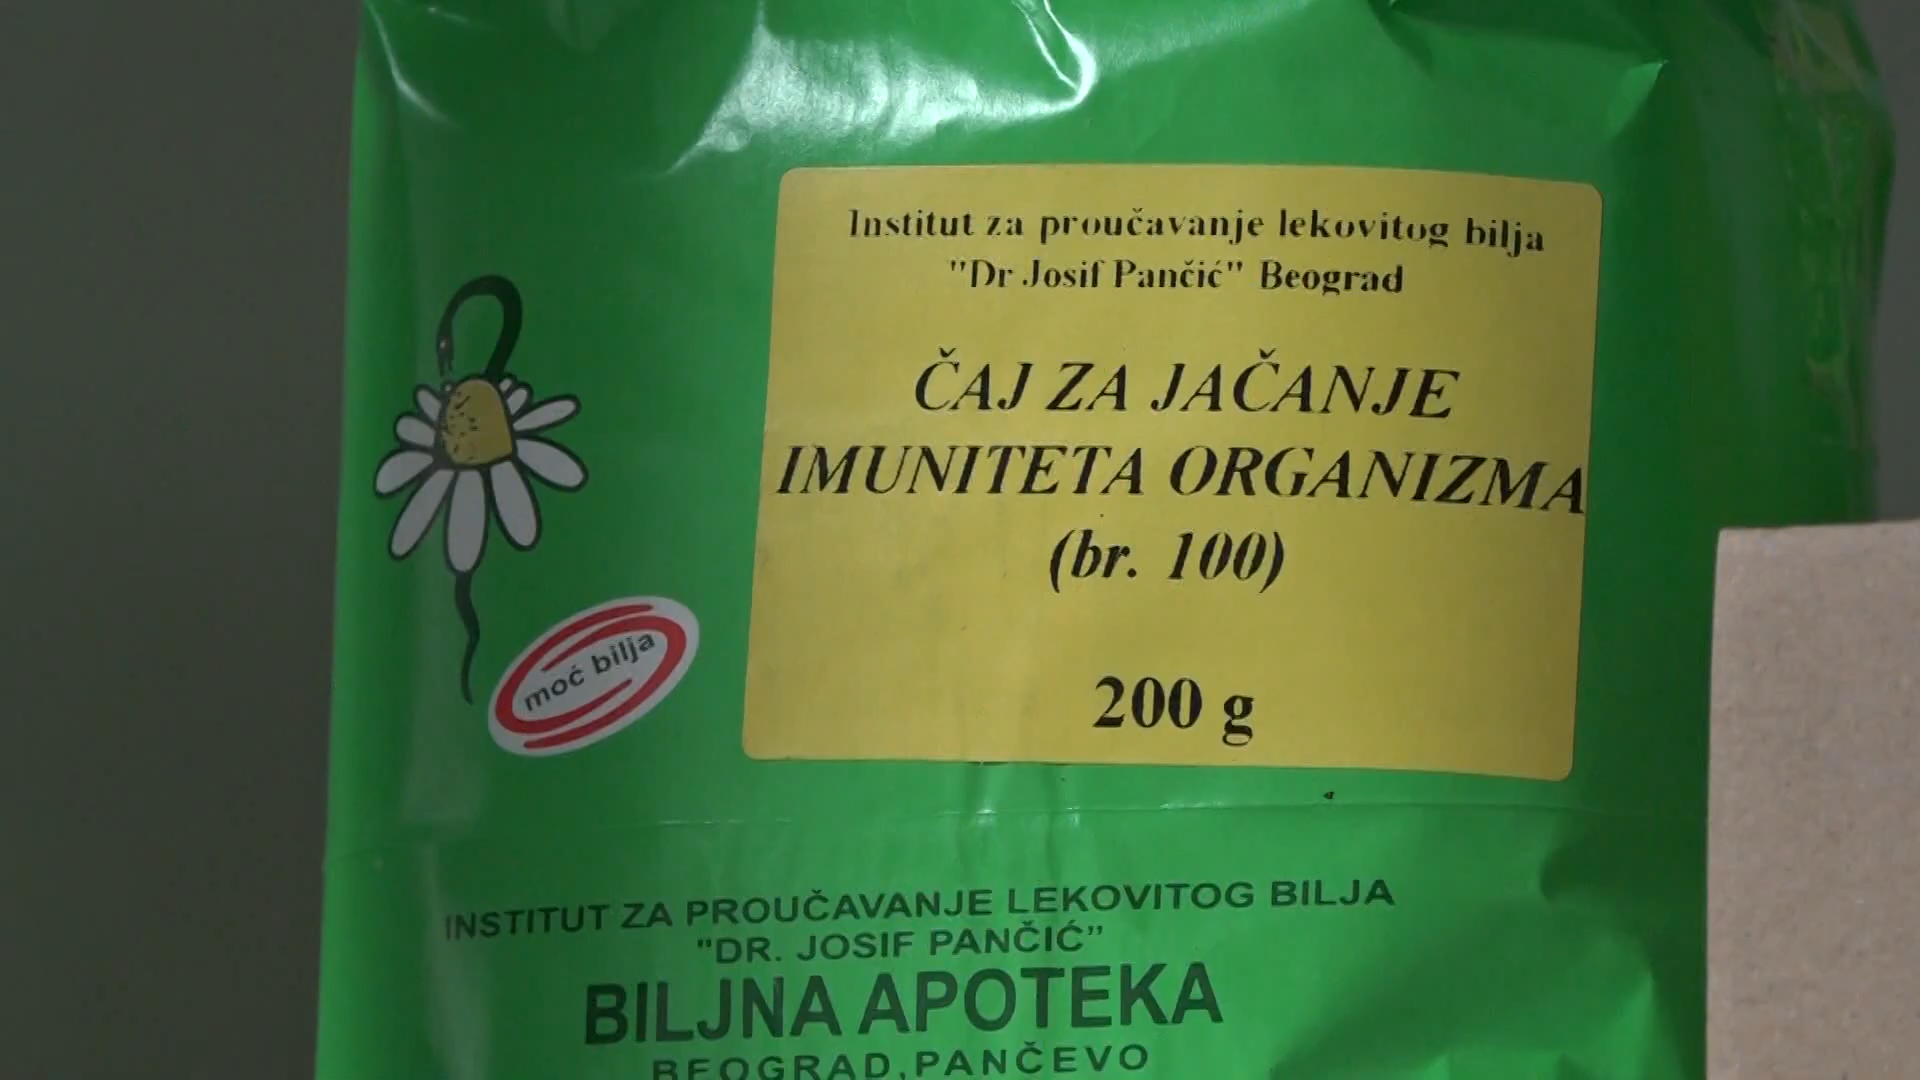 Institut za proučavanje lekovitog bilja
"Dr Josif Pančić" Beograd
ČAJ ZA JAČANJE
IMUNITETA ORGANIZMA
(br. 100)
200 g
moć bilja
INSTITUT ZA PROUČAVANJE LEKOVITOG BILJA
"DR. JOSIF PANČIĆ”
BILJNA APOTEKA
BEOGRAD, PANČEVO